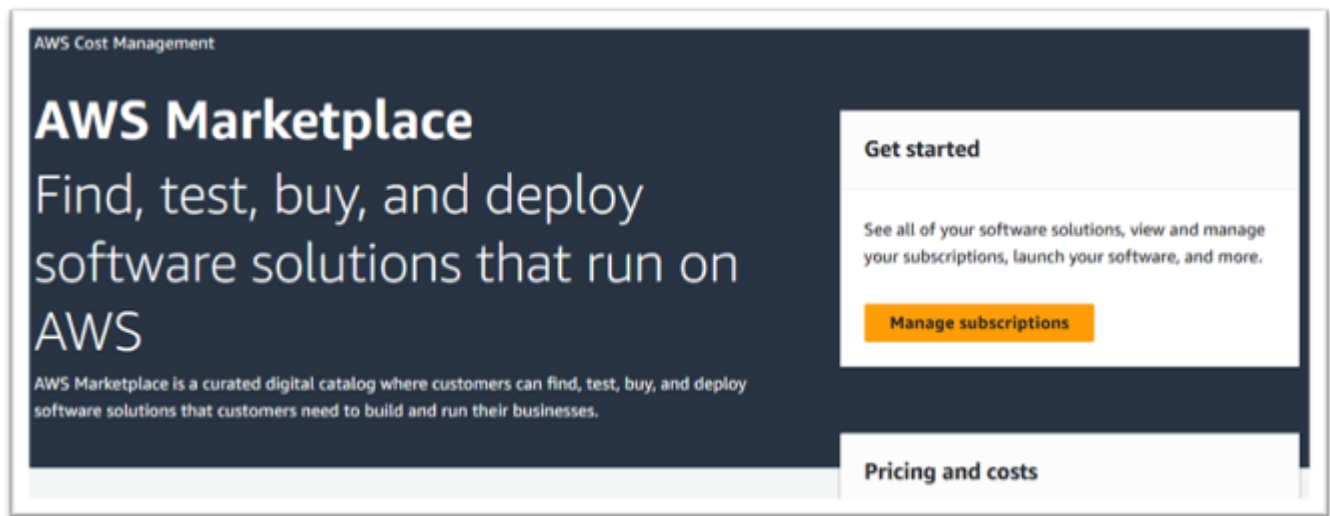 AWS Cost Management
AWS Marketplace
Find, test, buy, and deploy
software solutions that run on
AWS
AWS Marketplace is a curated digital catalog where customers can find, test, buy, and deploy
software solutions that customers need to build and run their businesses.
Get started
See all of your software solutions, view and manage
your subscriptions, launch your software, and more.
Manage subscriptions
Pricing and costs